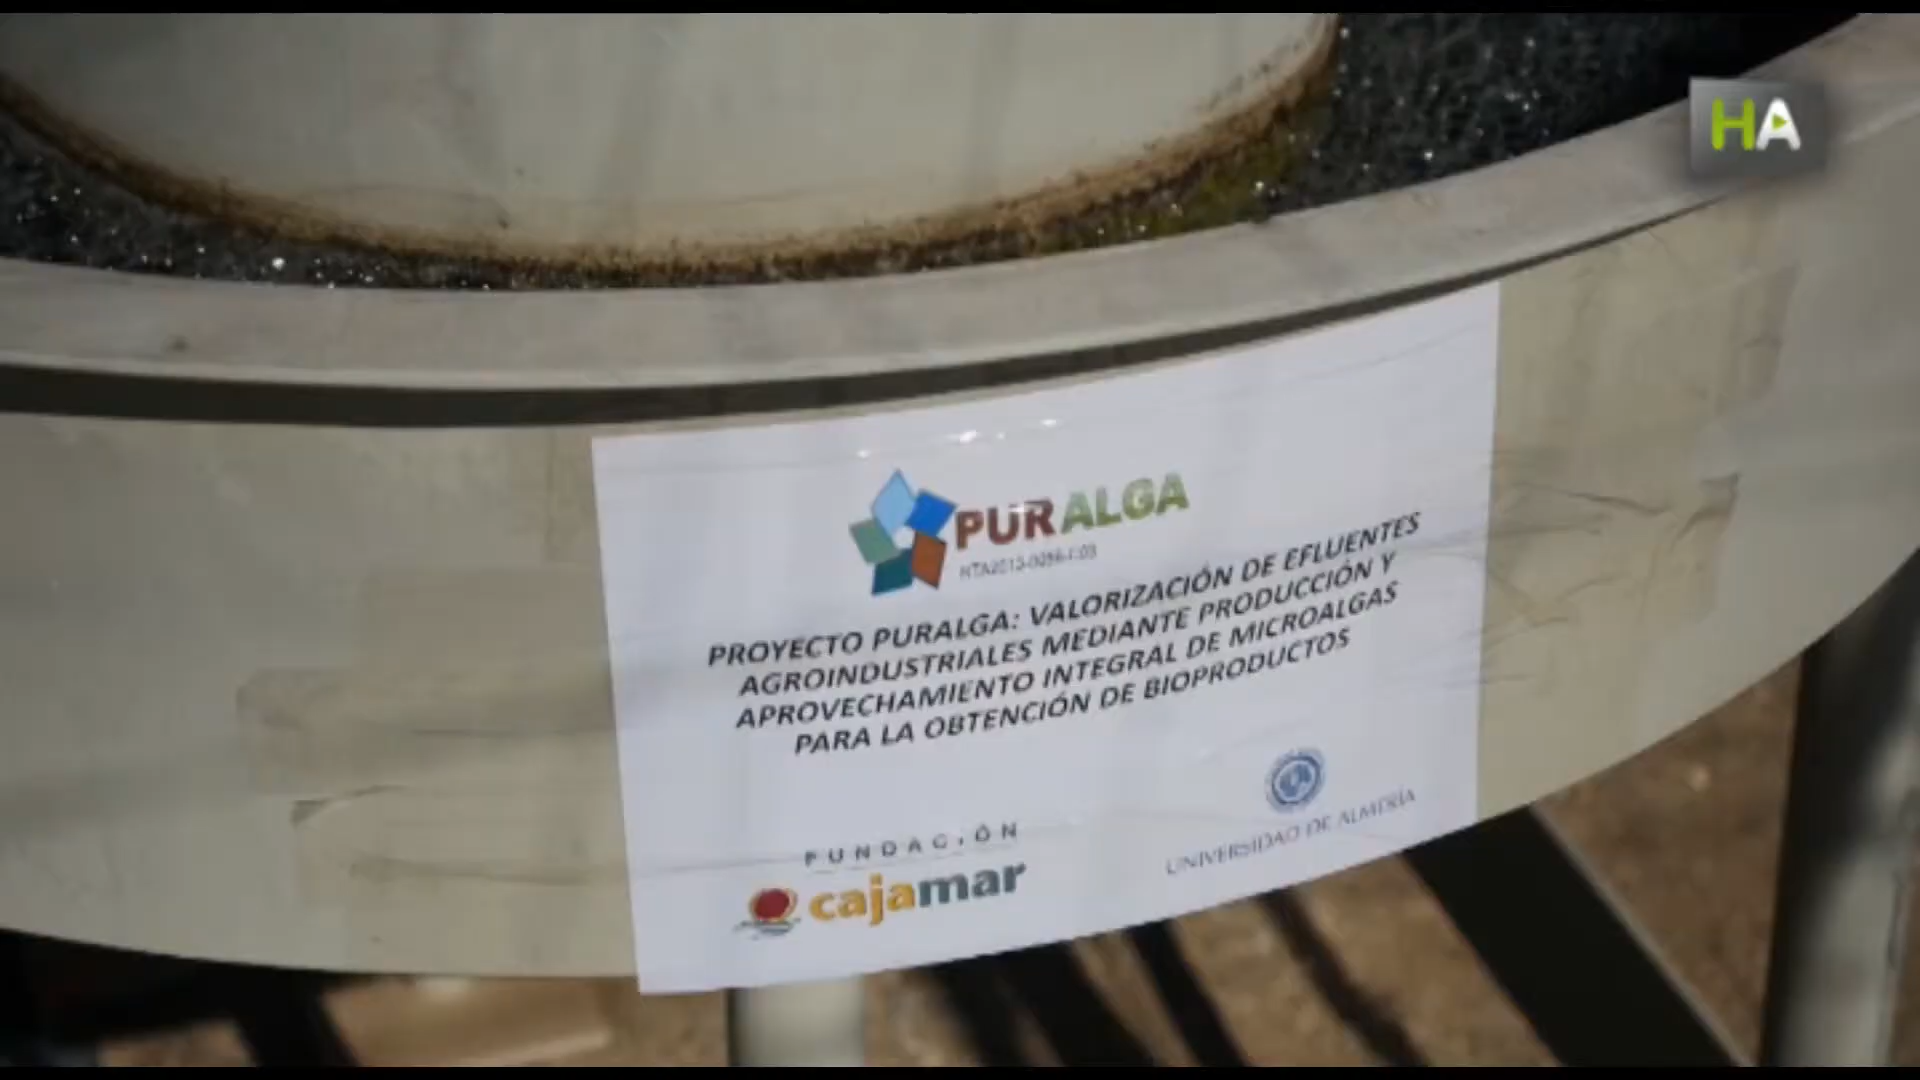 HA
PURALGA
PROYECTO PURALGA: VALORIZACIÓN DE EFLUENTES
AGROINDUSTRIALES MEDIANTE PRODUCCIÓN Y
APROVECHAMIENTO INTEGRAL DE MICROALGAS
PARA LA OBTENCIÓN DE BIOPRODUCTOS
FUNDACIÓN
cajamar
UNIVERSIDAD DE ALMERÍA